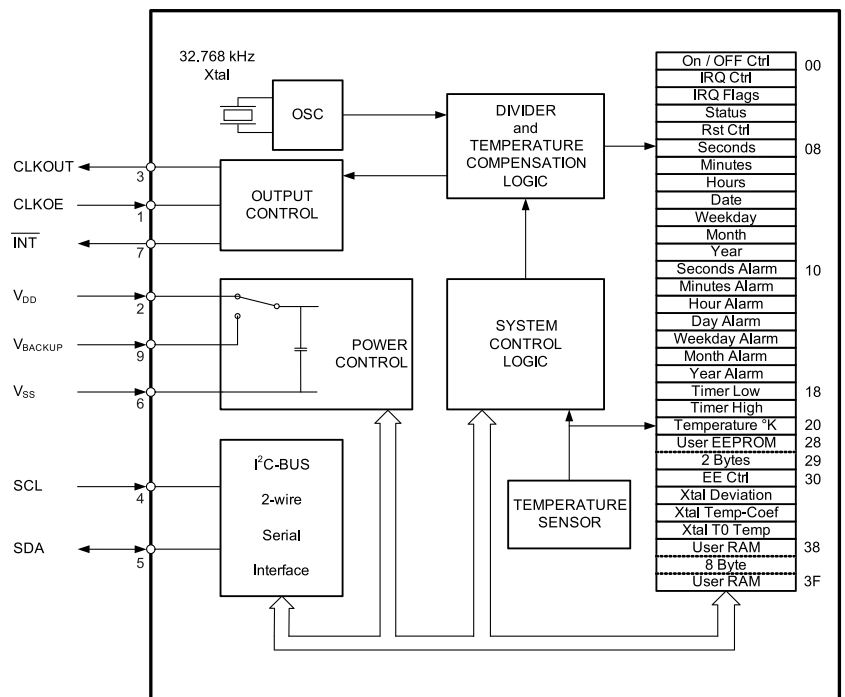 32.768 kHz
Xtal
OSC
DIVIDER
and
TEMPERATURE
COMPENSATION
LOGIC
CLKOUT
3
CLKOE
1
INT
7
OUTPUT
CONTROL
VDD
2
VBACKUP
9
VSS
6
POWER
CONTROL
SYSTEM
CONTROL
LOGIC
SCL
4
SDA
5
I²C-BUS
2-wire
Serial
Interface
TEMPERATURE
SENSOR
On / OFF Ctrl 00
IRQ Ctrl
IRQ Flags
Status
Rst Ctrl
Seconds 08
Minutes
Hours
Date
Weekday
Month
Year
Seconds Alarm 10
Minutes Alarm
Hour Alarm
Day Alarm
Weekday Alarm
Month Alarm
Year Alarm
Timer Low 18
Timer High
Temperature °K 20
User EEPROM 28
2 Bytes 29
EE Ctrl 30
Xtal Deviation
Xtal Temp-Coef
Xtal T0 Temp
User RAM 38
8 Byte
User RAM 3F